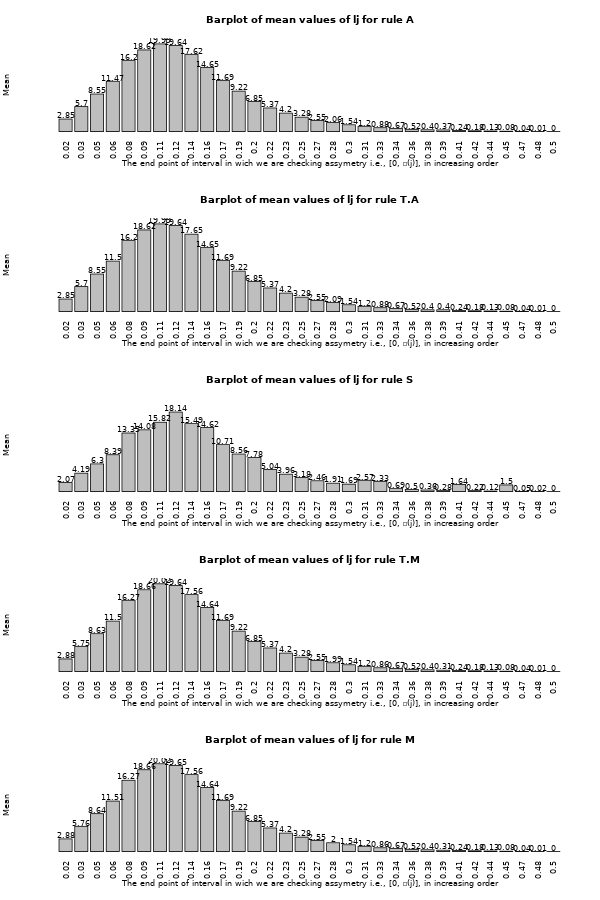 Barplot of mean values of lj for rule A
Mean
2.85 5.7 8.55 11.47 16.2 18.62 19.64 17.62 14.65 11.69 9.22 6.85 5.37 4.2 3.28 2.55 2.06 1.54 1.20 0.88 0.67 0.52 0.40 0.37 0.24 0.18 0.13 0.08 0.04 0.01 0
0.02 0.03 0.05 0.06 0.08 0.09 0.11 0.12 0.14 0.16 0.17 0.19 0.2 0.22 0.23 0.25 0.27 0.28 0.3 0.31 0.33 0.34 0.36 0.38 0.39 0.41 0.42 0.44 0.45 0.47 0.48 0.5
The end point of interval in wich we are checking assymetry i.e., [0, □(j)], in increasing order
Barplot of mean values of lj for rule T.A
Mean
2.85 5.7 8.55 11.5 16.2 18.62 19.64 17.65 14.65 11.69 9.22 6.85 5.37 4.2 3.28 2.55 2.09 1.54 1.20 0.88 0.67 0.52 0.4 0.4 0.24 0.18 0.13 0.08 0.04 0.01 0
0.02 0.03 0.05 0.06 0.08 0.09 0.11 0.12 0.14 0.16 0.17 0.19 0.2 0.22 0.23 0.25 0.27 0.28 0.3 0.31 0.33 0.34 0.36 0.38 0.39 0.41 0.42 0.44 0.45 0.47 0.48 0.5
The end point of interval in wich we are checking assymetry i.e., [0, □(j)], in increasing order
Barplot of mean values of lj for rule S
Mean
2.07 4.19 6.3 8.39 13.35 14.08 15.82 18.14 15.49 14.62 10.71 8.56 7.78 5.04 3.96 3.18 2.46 1.91 1.69 2.57 2.33 0.69 0.5 0.36 0.28 1.64 0.22 0.12 1.5 0.05 0.02 0
0.02 0.03 0.05 0.06 0.08 0.09 0.11 0.12 0.14 0.16 0.17 0.19 0.2 0.22 0.23 0.25 0.27 0.28 0.3 0.31 0.33 0.34 0.36 0.38 0.39 0.41 0.42 0.44 0.45 0.47 0.48 0.5
The end point of interval in wich we are checking assymetry i.e., [0, □(j)], in increasing order
Barplot of mean values of lj for rule T.M
Mean
2.88 5.75 8.63 11.5 16.27 18.66 20.03 19.64 17.56 14.64 11.69 9.22 6.85 5.37 4.2 3.28 2.55 1.99 1.54 1.20 0.86 0.67 0.52 0.40 0.31 0.24 0.18 0.13 0.08 0.04 0.01 0
0.02 0.03 0.05 0.06 0.08 0.09 0.11 0.12 0.14 0.16 0.17 0.19 0.2 0.22 0.23 0.25 0.27 0.28 0.3 0.31 0.33 0.34 0.36 0.38 0.39 0.41 0.42 0.44 0.45 0.47 0.48 0.5
The end point of interval in wich we are checking assymetry i.e., [0, □(j)], in increasing order
Barplot of mean values of lj for rule M
Mean
2.88 5.76 8.64 11.51 16.27 18.66 20.03 19.65 17.56 14.64 11.69 9.22 6.85 5.37 4.2 3.28 2.55 2 1.54 1.20 0.86 0.67 0.52 0.40 0.31 0.24 0.18 0.13 0.08 0.04 0.01 0
0.02 0.03 0.05 0.06 0.08 0.09 0.11 0.12 0.14 0.16 0.17 0.19 0.2 0.22 0.23 0.25 0.27 0.28 0.3 0.31 0.33 0.34 0.36 0.38 0.39 0.41 0.42 0.44 0.45 0.47 0.48 0.5
The end point of interval in wich we are checking assymetry i.e., [0, □(j)], in increasing order